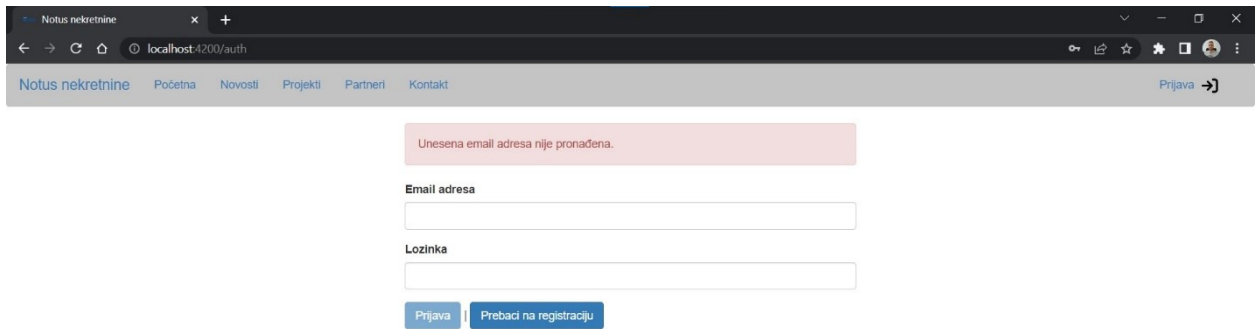 Notus nekretnine
localhost:4200/auth
Notus nekretnine Početna Novosti Projekti Partneri Kontakt Prijava
Unesena email adresa nije pronađena.
Email adresa
Lozinka
Prijava | Prebaci na registraciju